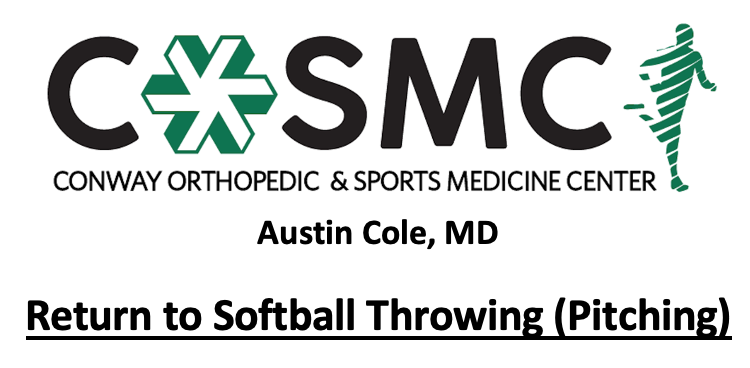 COSMC
CONWAY ORTHOPEDIC & SPORTS MEDICINE CENTER
Austin Cole, MD
Return to Softball Throwing (Pitching)